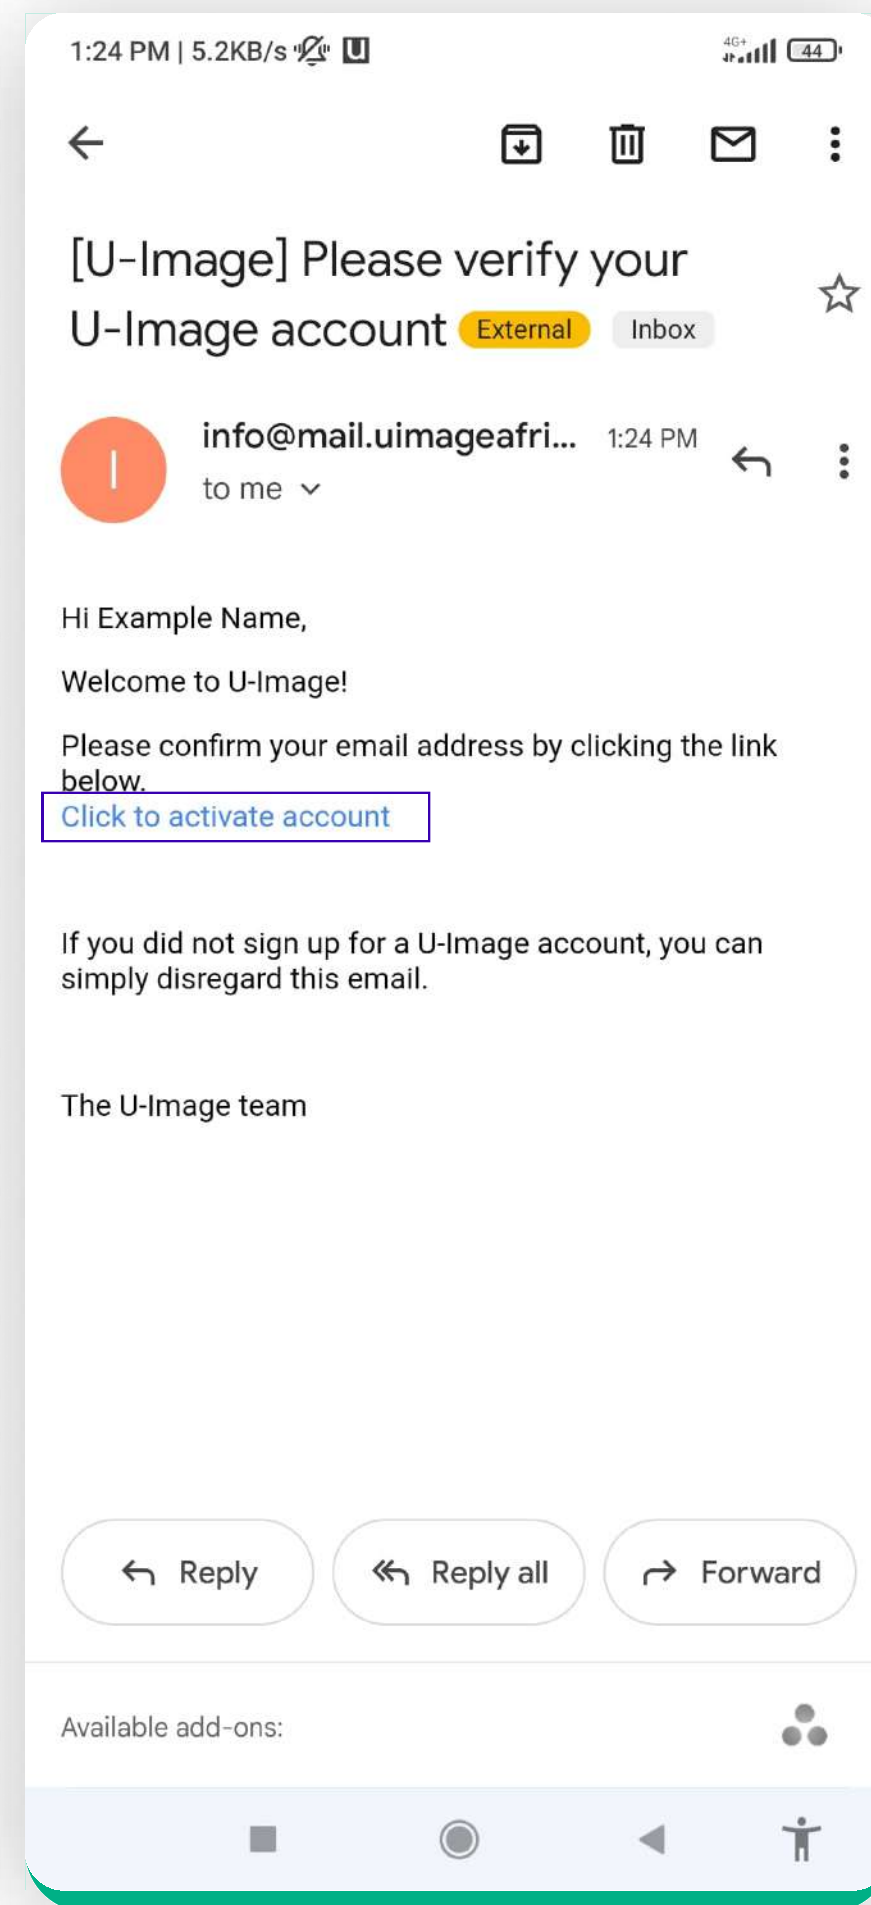 1:24 PM | 5.2KB/s U 4G+ 44
[U-Image] Please verify your
U-Image account External Inbox
I info@mail.uimageafri... 1:24 PM
to me
Hi Example Name,
Welcome to U-Image!
Please confirm your email address by clicking the link
below.
Click to activate account
If you did not sign up for a U-Image account, you can
simply disregard this email.
The U-Image team
Reply Reply all Forward
Available add-ons: